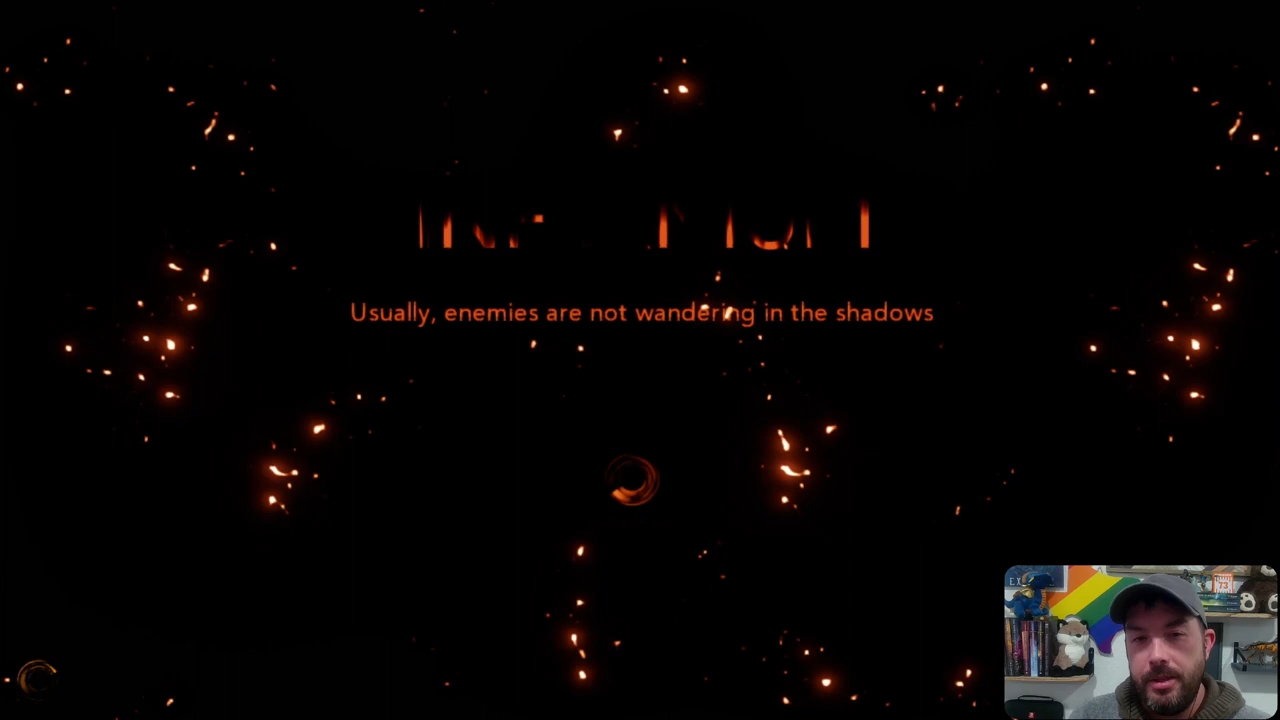 Usually, enemies are not wandering in the shadows